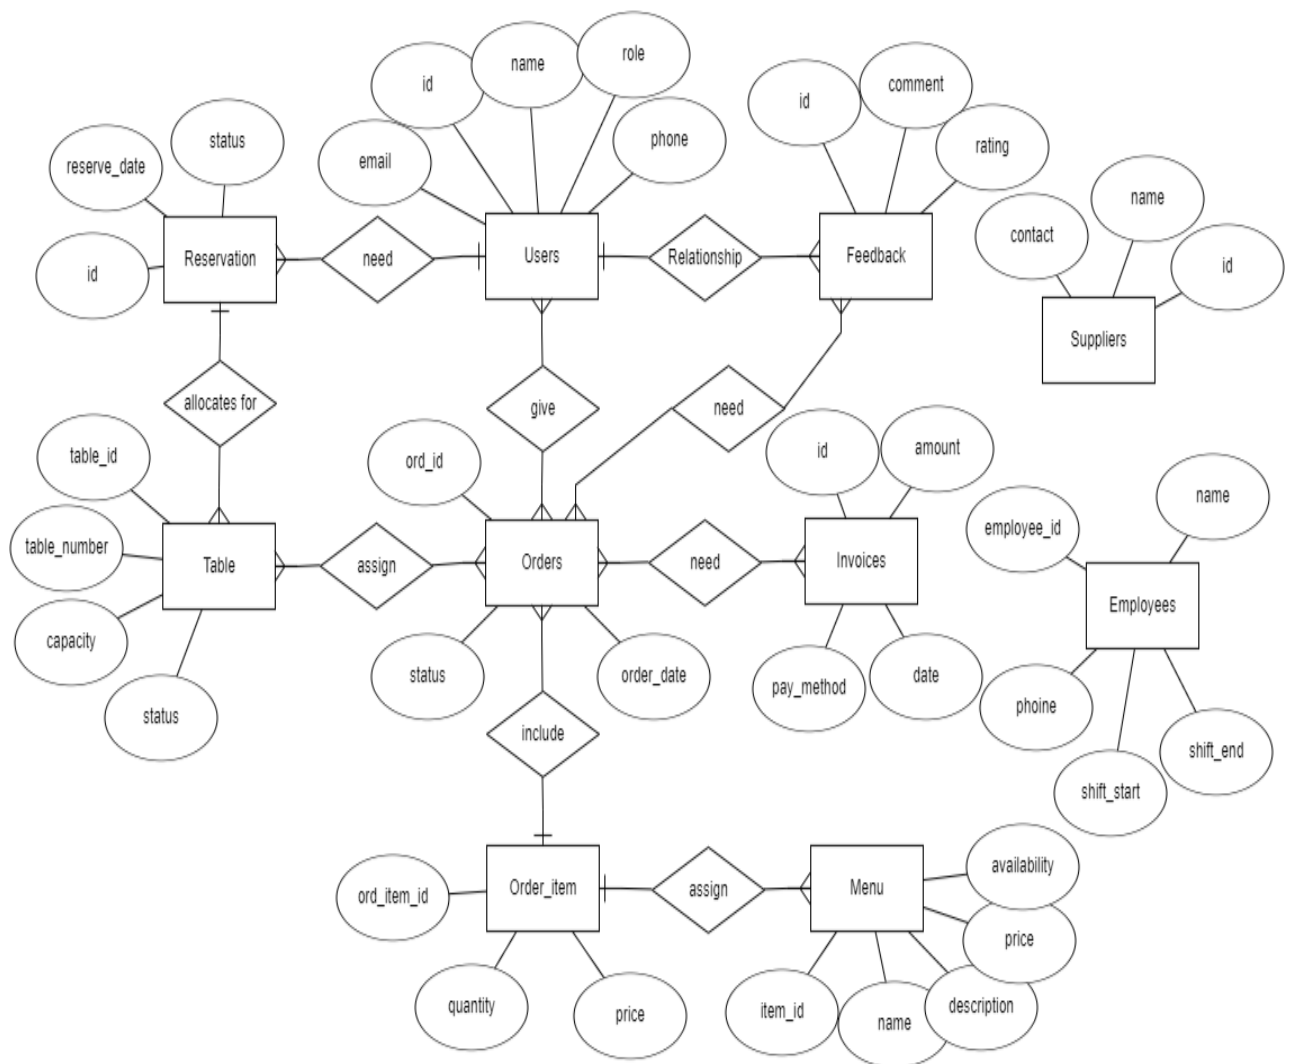 role
name
id
comment
id
status
phone
rating
email
reserve_date
name
contact
Reservation
need
Users
Relationship
Feedback
id
id
Suppliers
allocates for
give
need
table_id
ord_id
id
amount
name
employee_id
table_number
Table
assign
Orders
need
Invoices
Employees
capacity
status
order_date
pay_method
date
phoine
status
include
shift_end
shift_start
availability
ord_item_id
Order_item
assign
Menu
price
quantity
price
item_id
name
description